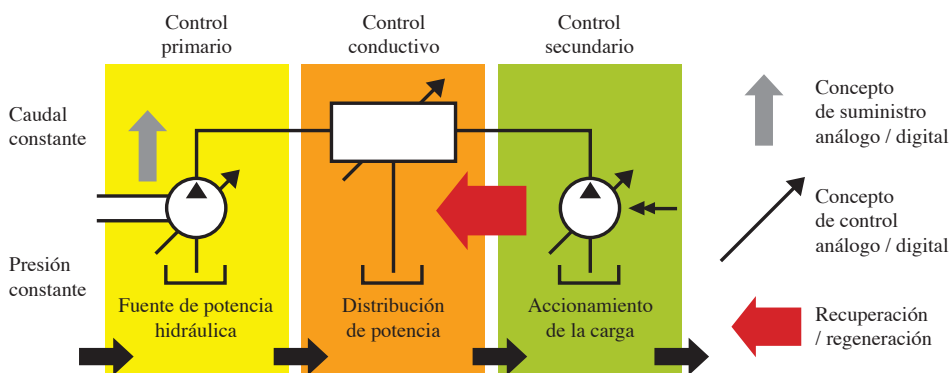 Control
primario
Control
conductivo
Control
secundario
Caudal
constante
Presión
constante
Fuente de potencia
hidráulica
Distribución
de potencia
Accionamiento
de la carga
Concepto
de suministro
análogo / digital
Concepto
de control
análogo / digital
Recuperación
/ regeneración